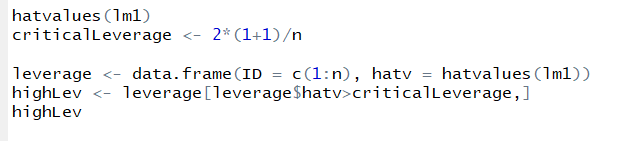 hatvalues(lm1)
criticalLeverage <- 2*(1+1)/n
leverage <- data.frame(ID = c(1:n), hatv = hatvalues(lm1))
highLev <- leverage[leverage$hatv>criticalLeverage,]
highLev